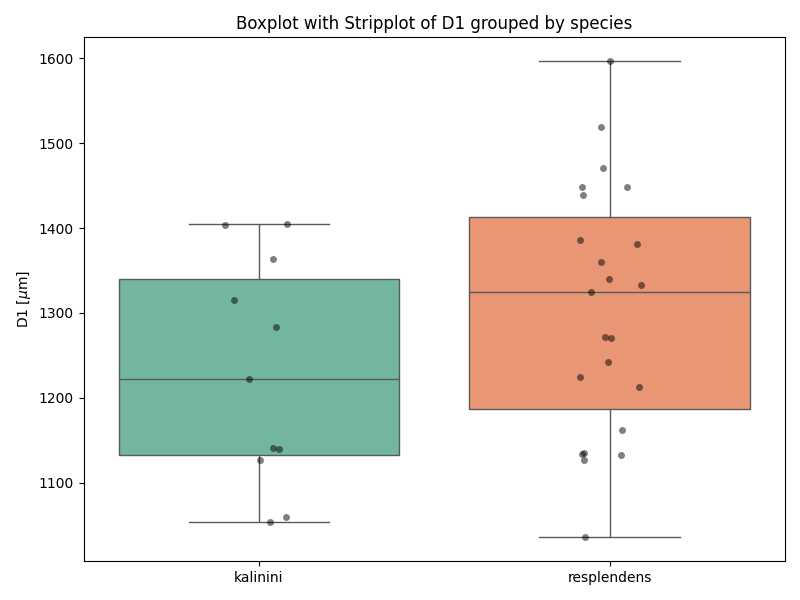 Boxplot with Stripplot of D1 grouped by species
D1 [μm]
1600
1500
1400
1300
1200
1100
kalinini
resplendens